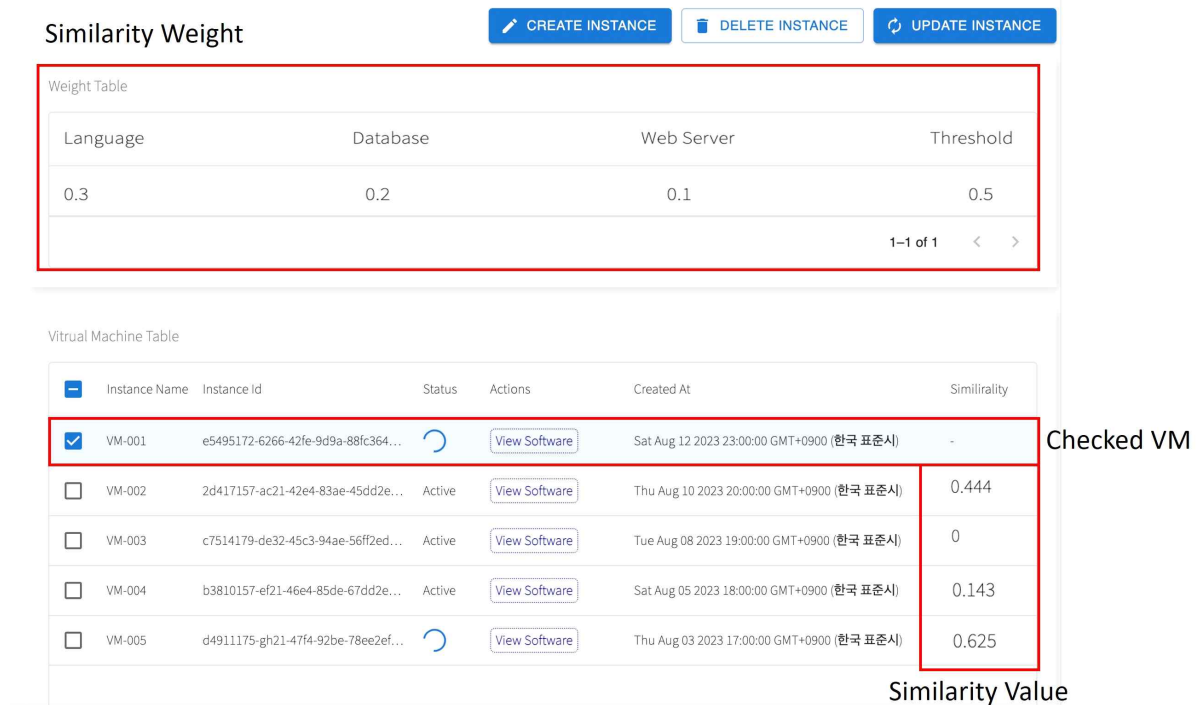 Similarity Weight
CREATE INSTANCE DELETE INSTANCE UPDATE INSTANCE
Weight Table
Language Database Web Server Threshold
0.3 0.2 0.1 0.5
1–1 of 1
Vitrual Machine Table
Instance Name Instance Id Status Actions Created At Similirality
VM-001 e5495172-6266-42fe-9d9a-88fc364... View Software Sat Aug 12 2023 23:00:00 GMT+0900 (한국 표준시) -
Checked VM
VM-002 2d417157-ac21-42e4-83ae-45dd2e... Active View Software Thu Aug 10 2023 20:00:00 GMT+0900 (한국 표준시) 0.444
VM-003 c7514179-de32-45c3-94ae-56ff2ed... Active View Software Tue Aug 08 2023 19:00:00 GMT+0900 (한국 표준시) 0
VM-004 b3810157-ef21-46e4-85de-67dd2e... Active View Software Sat Aug 05 2023 18:00:00 GMT+0900 (한국 표준시) 0.143
VM-005 d4911175-gh21-47f4-92be-78ee2ef... View Software Thu Aug 03 2023 17:00:00 GMT+0900 (한국 표준시) 0.625
Similarity Value